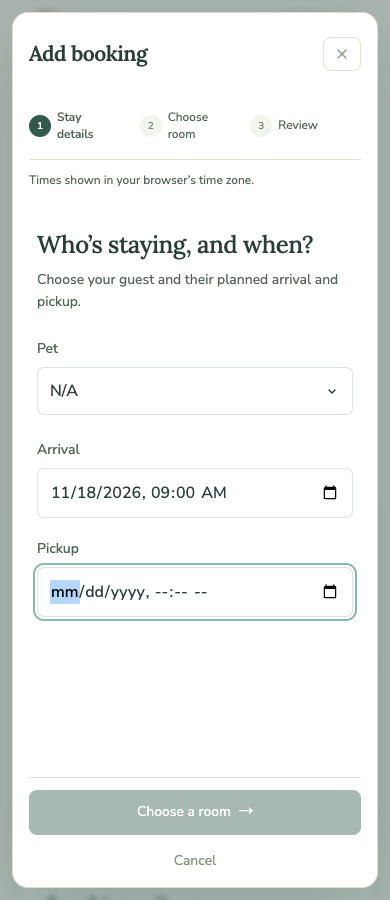 Add booking
1 Stay details
2 Choose room
3 Review
Times shown in your browser's time zone.
Who's staying, and when?
Choose your guest and their planned arrival and
pickup.
Pet
N/A
Arrival
11/18/2026, 09:00 AM
Pickup
mm/dd/yyyy, --:-- --
Choose a room →
Cancel